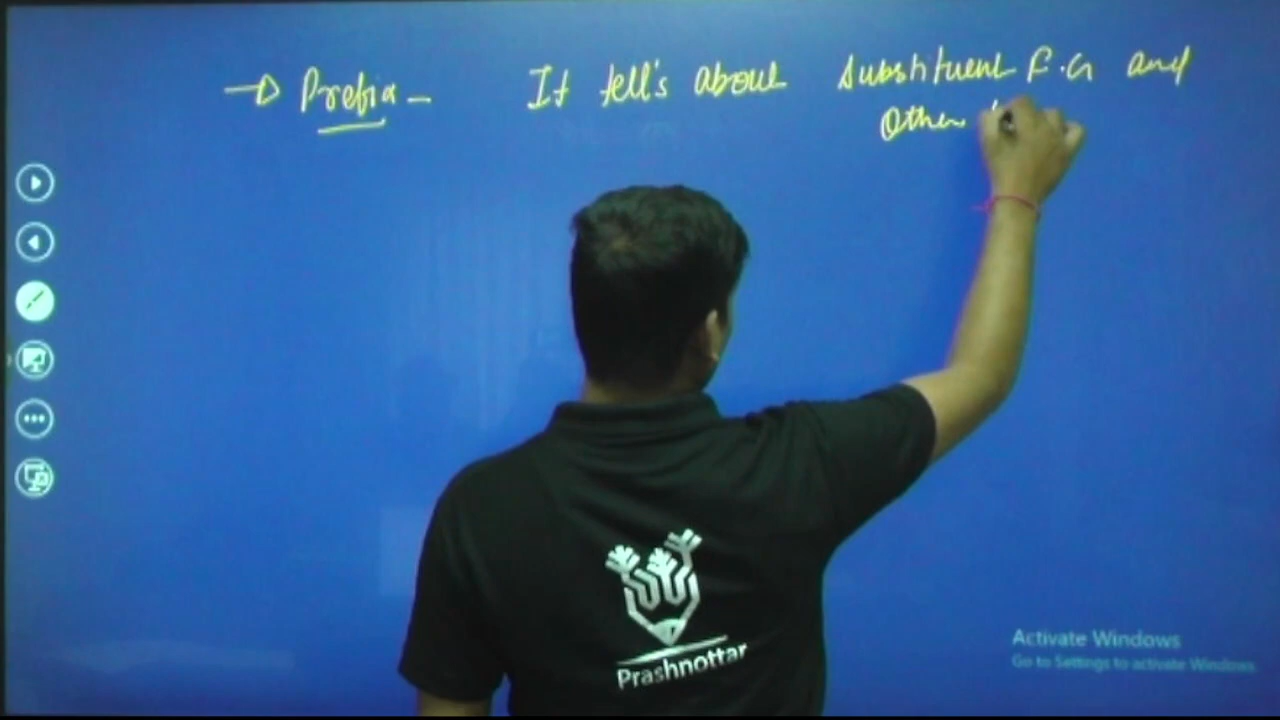 → Prefix - It tell's about substituent F.G and
Other
Prashnottar
Activate Windows
Go to Settings to activate Windows.